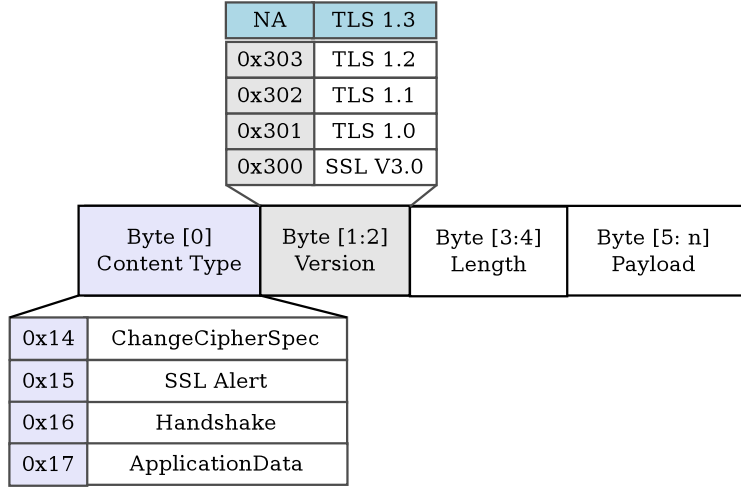 NA TLS 1.3
0x303 TLS 1.2
0x302 TLS 1.1
0x301 TLS 1.0
0x300 SSL V3.0
Byte [0]
Content Type
Byte [1:2]
Version
Byte [3:4]
Length
Byte [5: n]
Payload
0x14 ChangeCipherSpec
0x15 SSL Alert
0x16 Handshake
0x17 ApplicationData